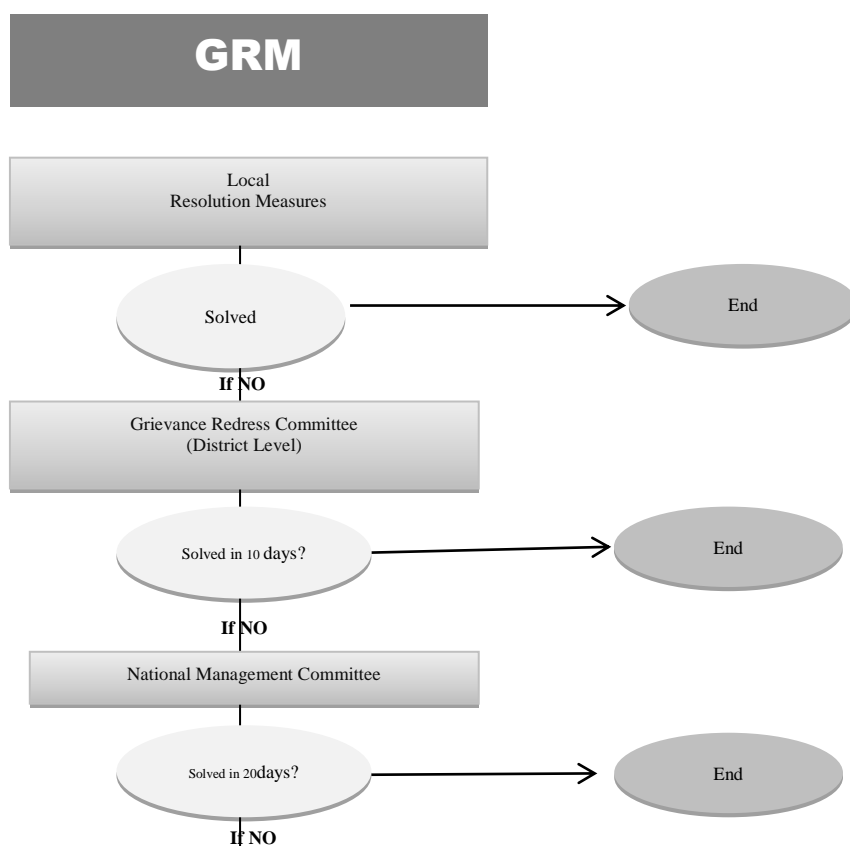 GRM
Local
Resolution Measures
Solved
End
If NO
Grievance Redress Committee
(District Level)
Solved in 10 days?
End
If NO
National Management Committee
Solved in 20days?
End
If NO